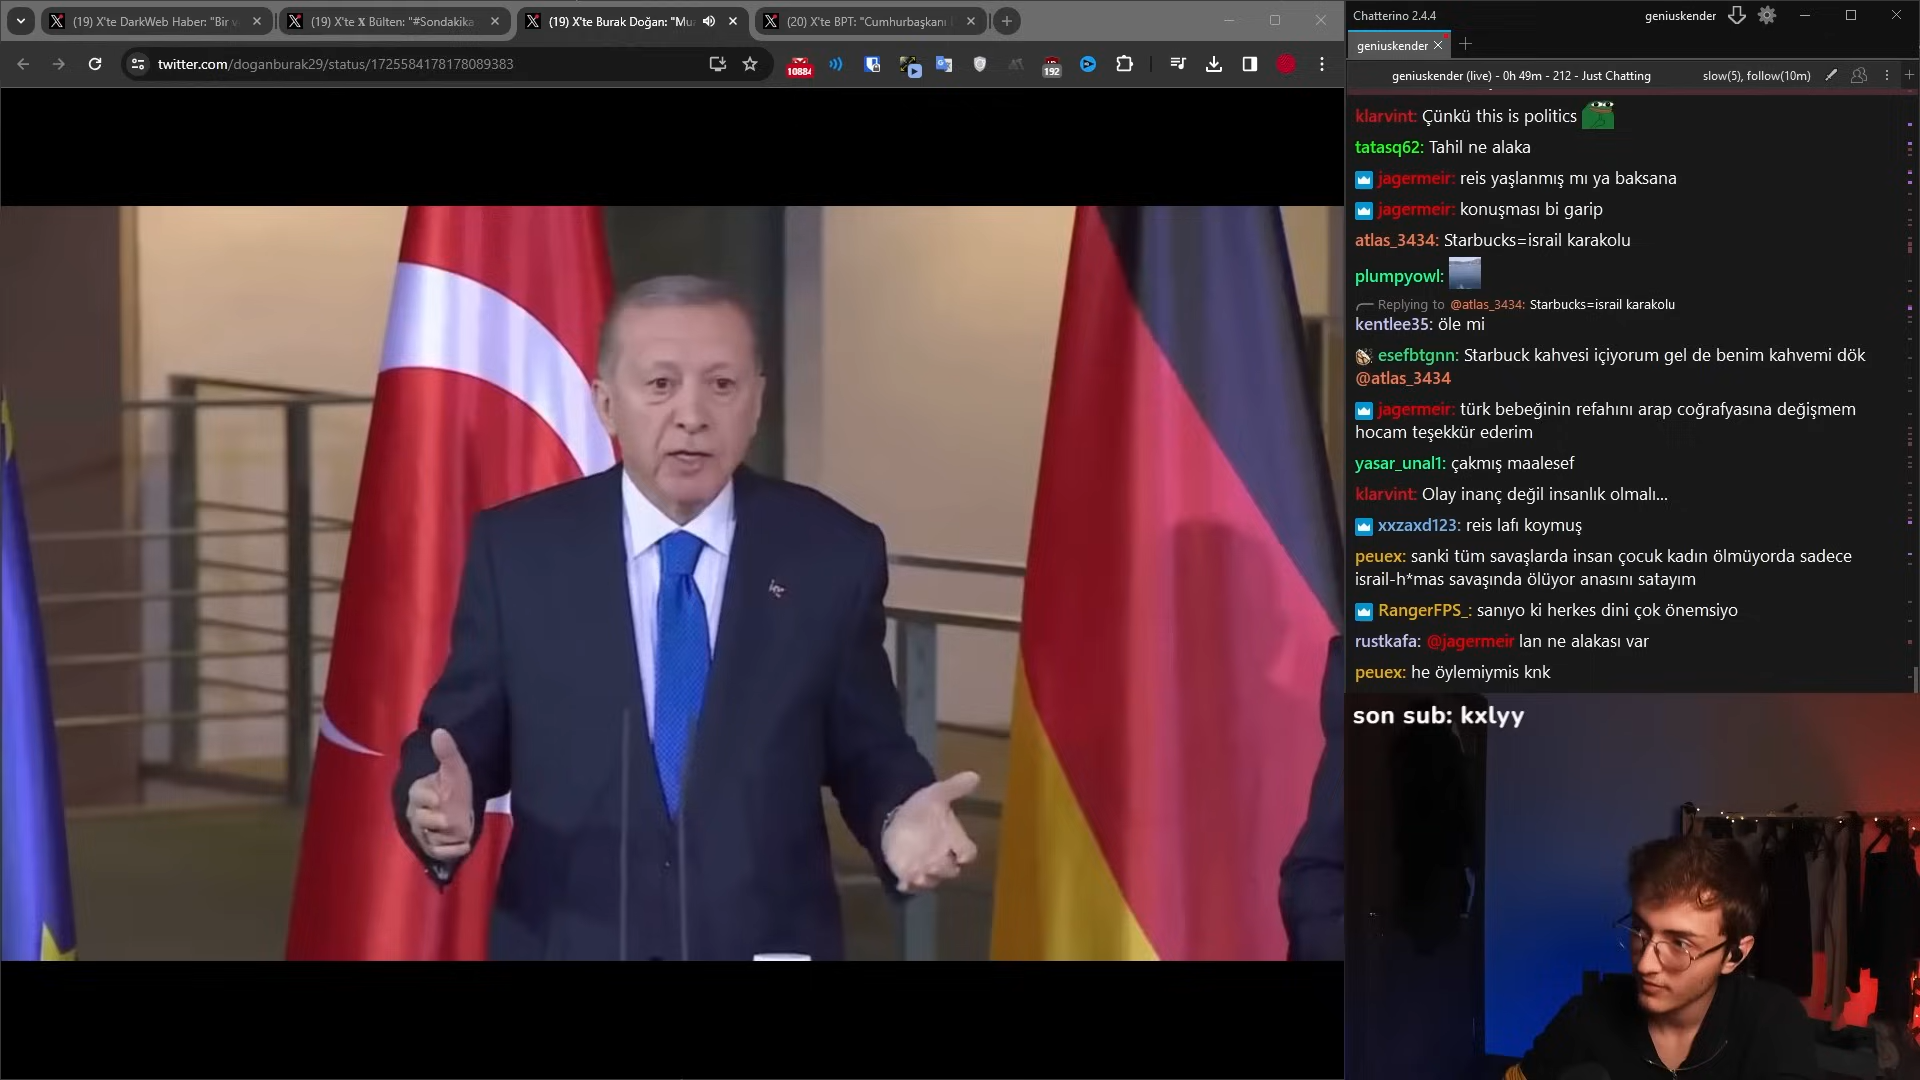 (19) X'te DarkWeb Haber: "Bir v
(19) X'te X Bülten: "#Sondakika
(19) X'te Burak Doğan: "Mu
(20) X'te BPT: "Cumhurbaşkanı
twitter.com/doganburak29/status/1725584178178089383
10884
192
Chatterino 2.4.4
geniuskender
geniuskender
geniuskender (live) - 0h 49m - 212 - Just Chatting
slow(5), follow(10m)
klarvint: Çünkü this is politics
tatasq62: Tahil ne alaka
jagermeir: reis yaşlanmış mı ya baksana
jagermeir: konuşması bi garip
atlas_3434: Starbucks=israil karakolu
plumpyowl:
Replying to @atlas_3434: Starbucks=israil karakolu
kentlee35: öle mi
esefbtgnn: Starbuck kahvesi içiyorum gel de benim kahvemi dök
@atlas_3434
jagermeir: türk bebeğinin refahını arap coğrafyasına değişmem
hocam teşekkür ederim
yasar_unal1: çakmış maalesef
klarvint: Olay inanç değil insanlık olmalı...
xxzaxd123: reis lafı koymuş
peuex: sanki tüm savaşlarda insan çocuk kadın ölmüyorda sadece
israil-h*mas savaşında ölüyor anasını satayım
RangerFPS_: sanıyo ki herkes dini çok önemsiyo
rustkafa: @jagermeir lan ne alakası var
peuex: he öylemiymis knk
son sub: kxlyy